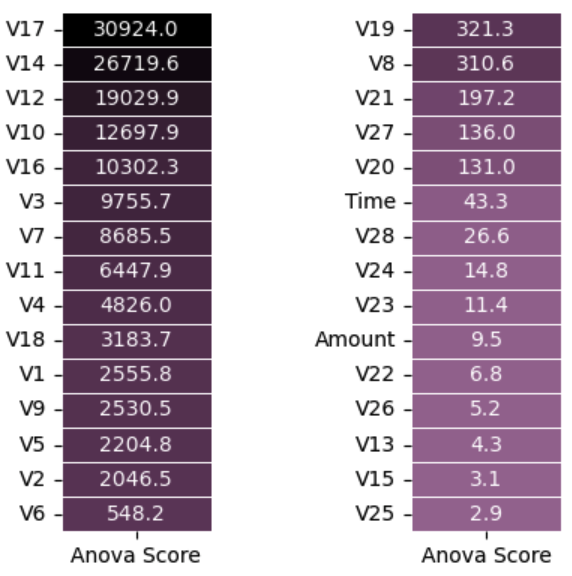 V17 30924.0
V14 26719.6
V12 19029.9
V10 12697.9
V16 10302.3
V3 9755.7
V7 8685.5
V11 6447.9
V4 4826.0
V18 3183.7
V1 2555.8
V9 2530.5
V5 2204.8
V2 2046.5
V6 548.2
Anova Score
V19 321.3
V8 310.6
V21 197.2
V27 136.0
V20 131.0
Time 43.3
V28 26.6
V24 14.8
V23 11.4
Amount 9.5
V22 6.8
V26 5.2
V13 4.3
V15 3.1
V25 2.9
Anova Score